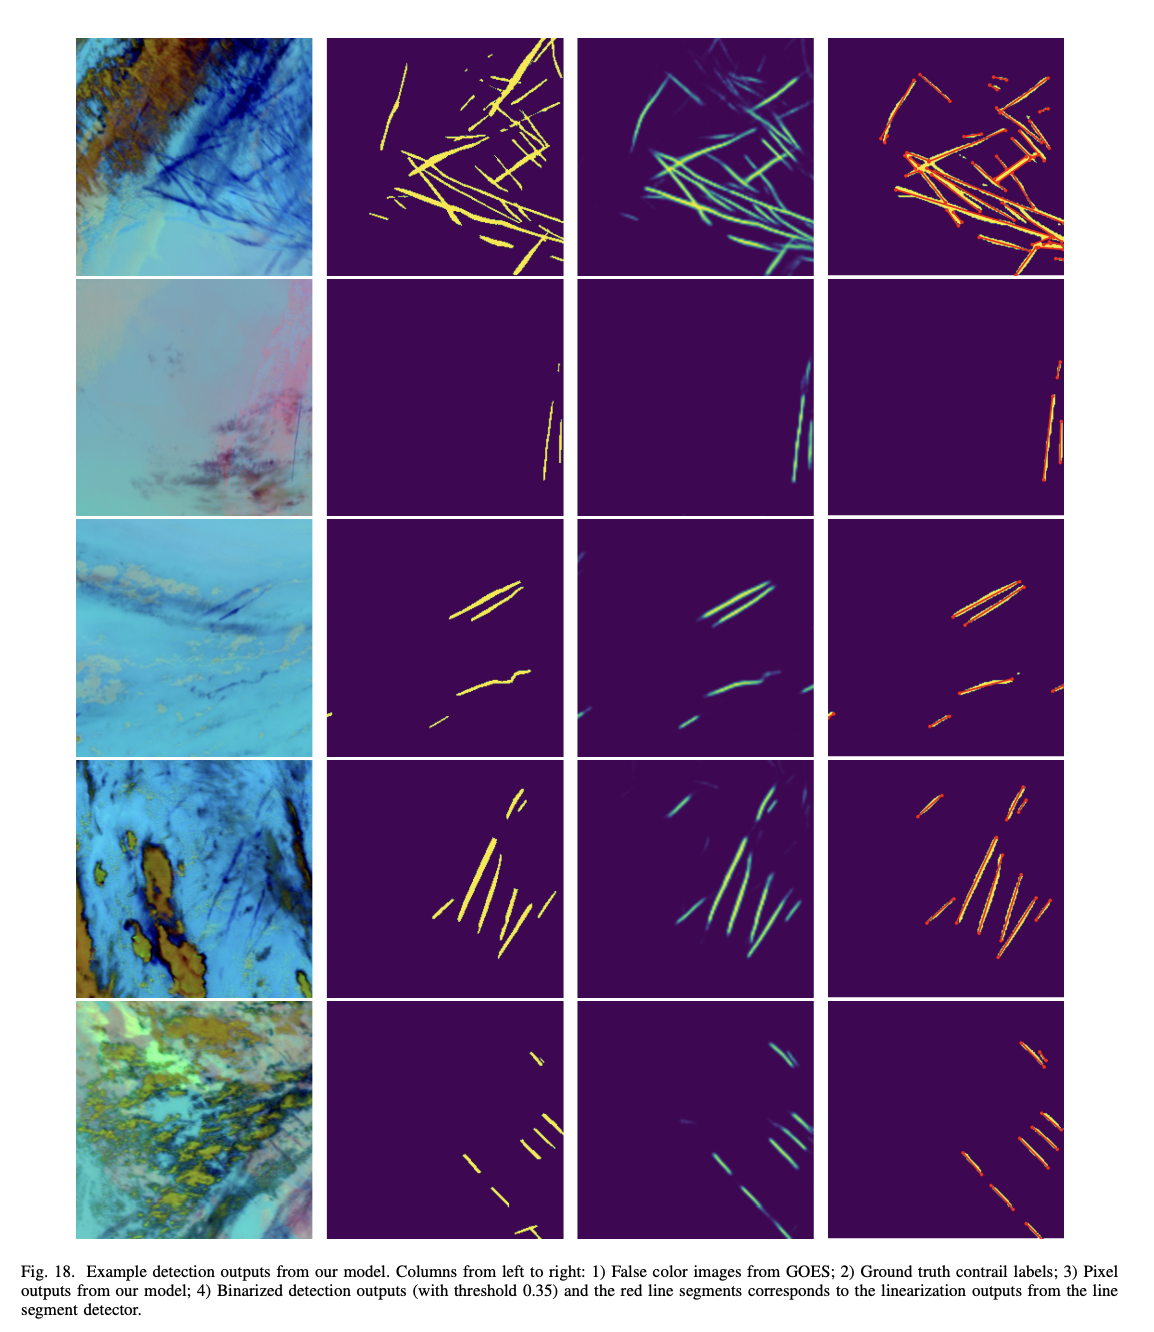 Fig. 18. Example detection outputs from our model. Columns from left to right: 1) False color images from GOES; 2) Ground truth contrail labels; 3) Pixel
outputs from our model; 4) Binarized detection outputs (with threshold 0.35) and the red line segments corresponds to the linearization outputs from the line
segment detector.